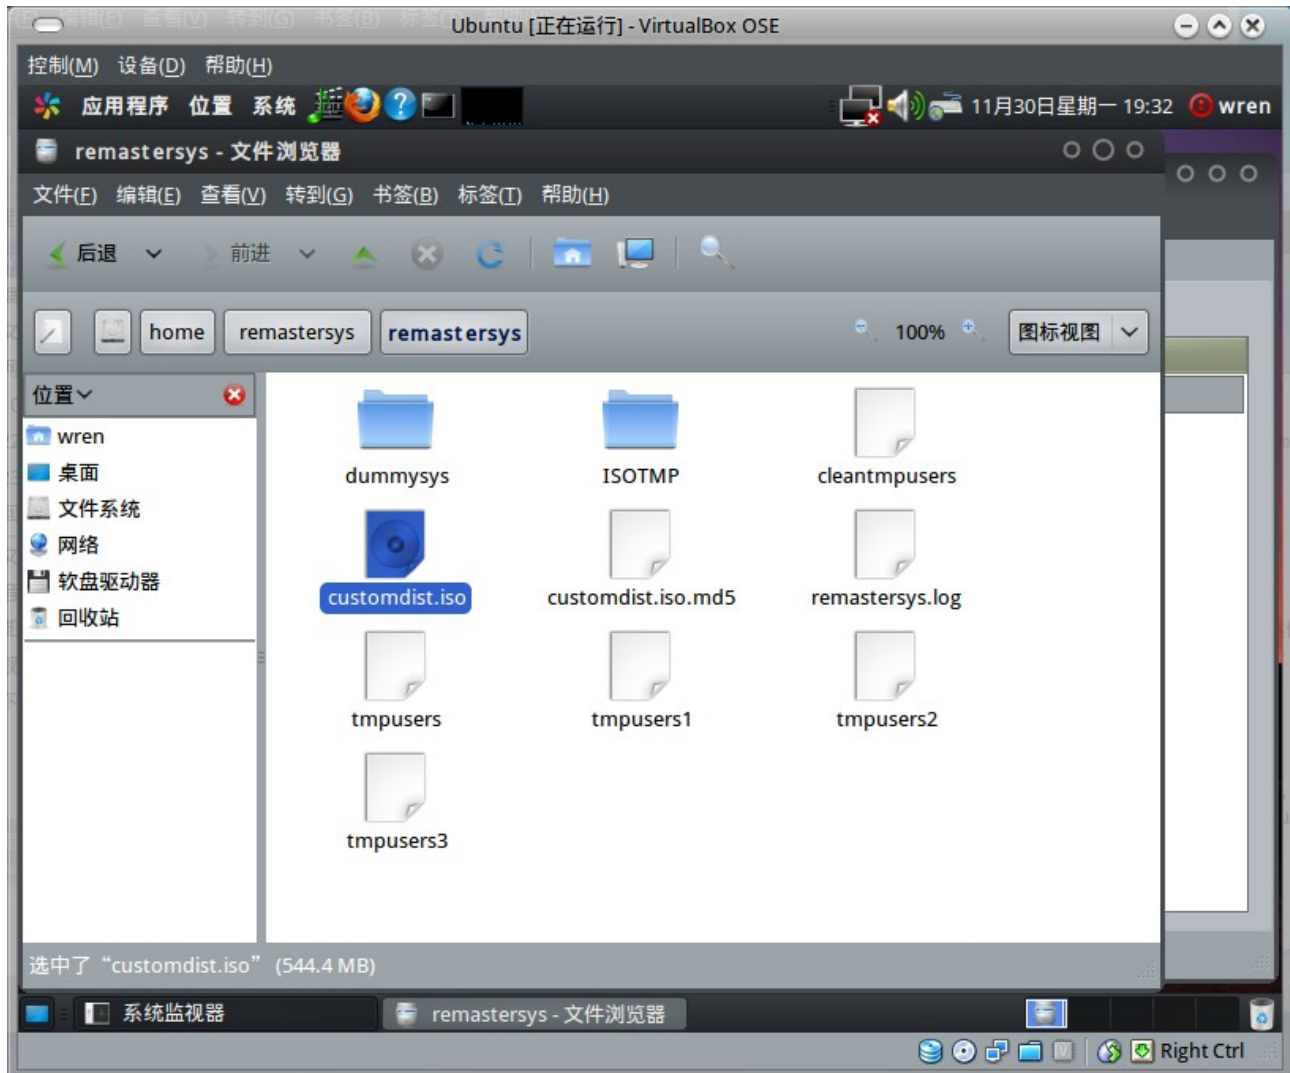 Ubuntu [正在运行] - VirtualBox OSE
控制(M) 设备(D) 帮助(H)
应用程序 位置 系统 11月30日星期一 19:32 wren
remastersys - 文件浏览器
文件(F) 编辑(E) 查看(V) 转到(G) 书签(B) 标签(T) 帮助(H)
后退 前进
home remastersys remastersys 100% 图标视图
位置
wren
桌面
文件系统
网络
软盘驱动器
回收站
dummysys ISOTMP cleantmpusers
customdist.iso customdist.iso.md5 remastersys.log
tmpusers tmpusers1 tmpusers2
tmpusers3
选中了“customdist.iso” (544.4 MB)
系统监视器 remastersys - 文件浏览器
Right Ctrl